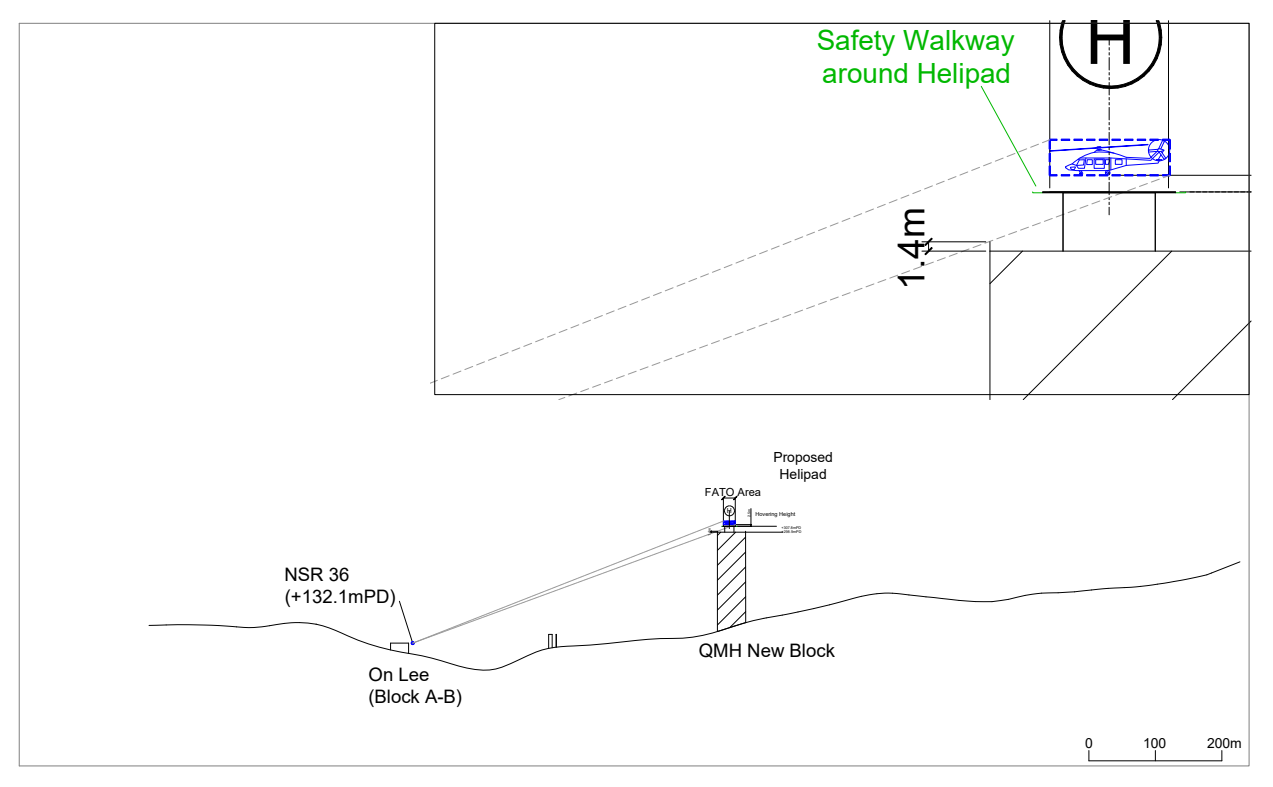 H
Safety Walkway
around Helipad
1.4m
Proposed
Helipad
FATO Area
H
Hovering Height
NSR 36
(+132.1mPD)
QMH New Block
On Lee
(Block A-B)
0 100 200m